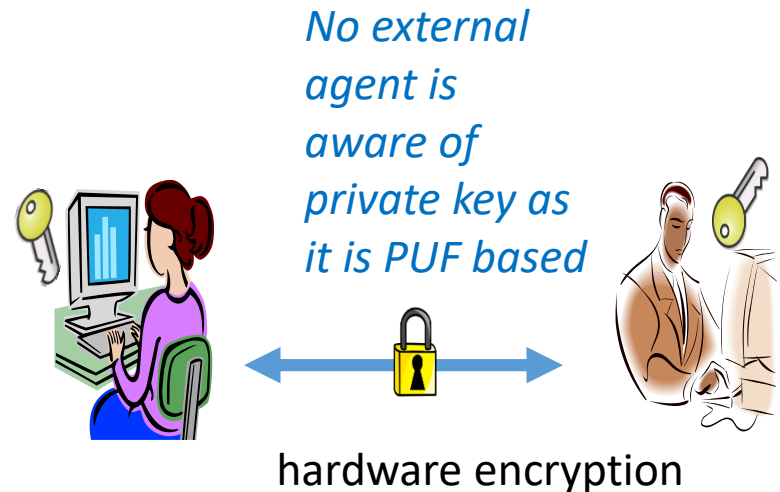 No external
agent is
aware of
private key as
it is PUF based
hardware encryption